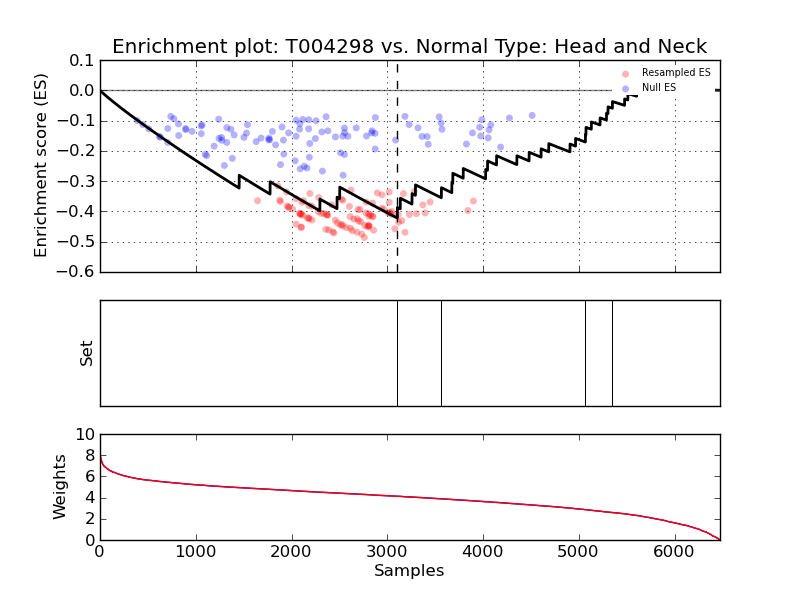 Enrichment plot: T004298 vs. Normal Type: Head and Neck
Enrichment score (ES)
0.1
0.0
−0.1
−0.2
−0.3
−0.4
−0.5
−0.6
Resampled ES
Null ES
Set
Weights
10
8
6
4
2
0
0 1000 2000 3000 4000 5000 6000
Samples